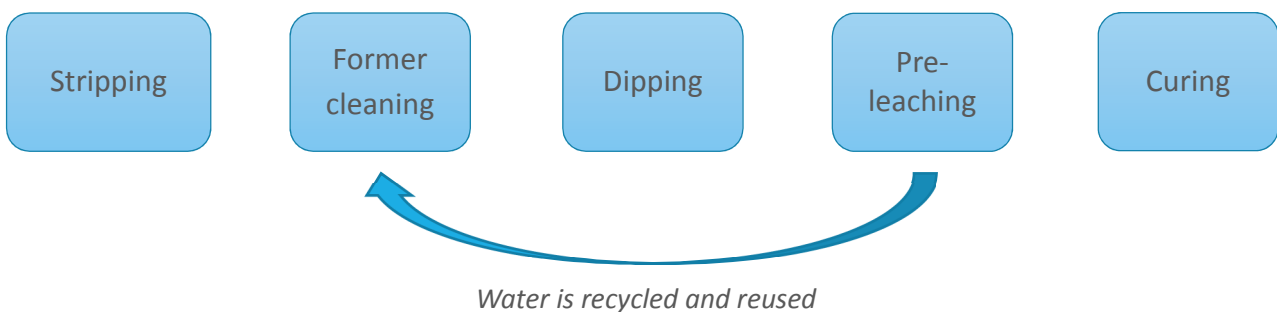 Stripping
Former
cleaning
Dipping
Pre-
leaching
Curing
Water is recycled and reused